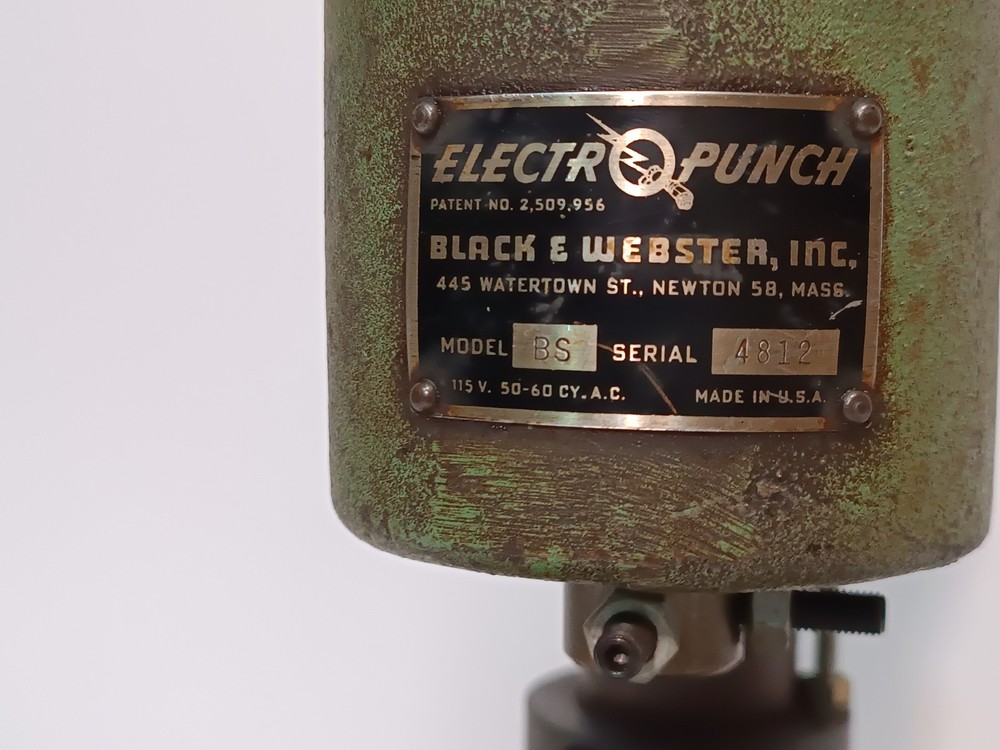 ELECTRO PUNCH
PATENT NO. 2,509,956
BLACK & WEBSTER, INC,
445 WATERTOWN ST., NEWTON 58, MASS.
MODEL BS SERIAL 4812
115 V. 50-60 CY. A.C. MADE IN U.S.A.